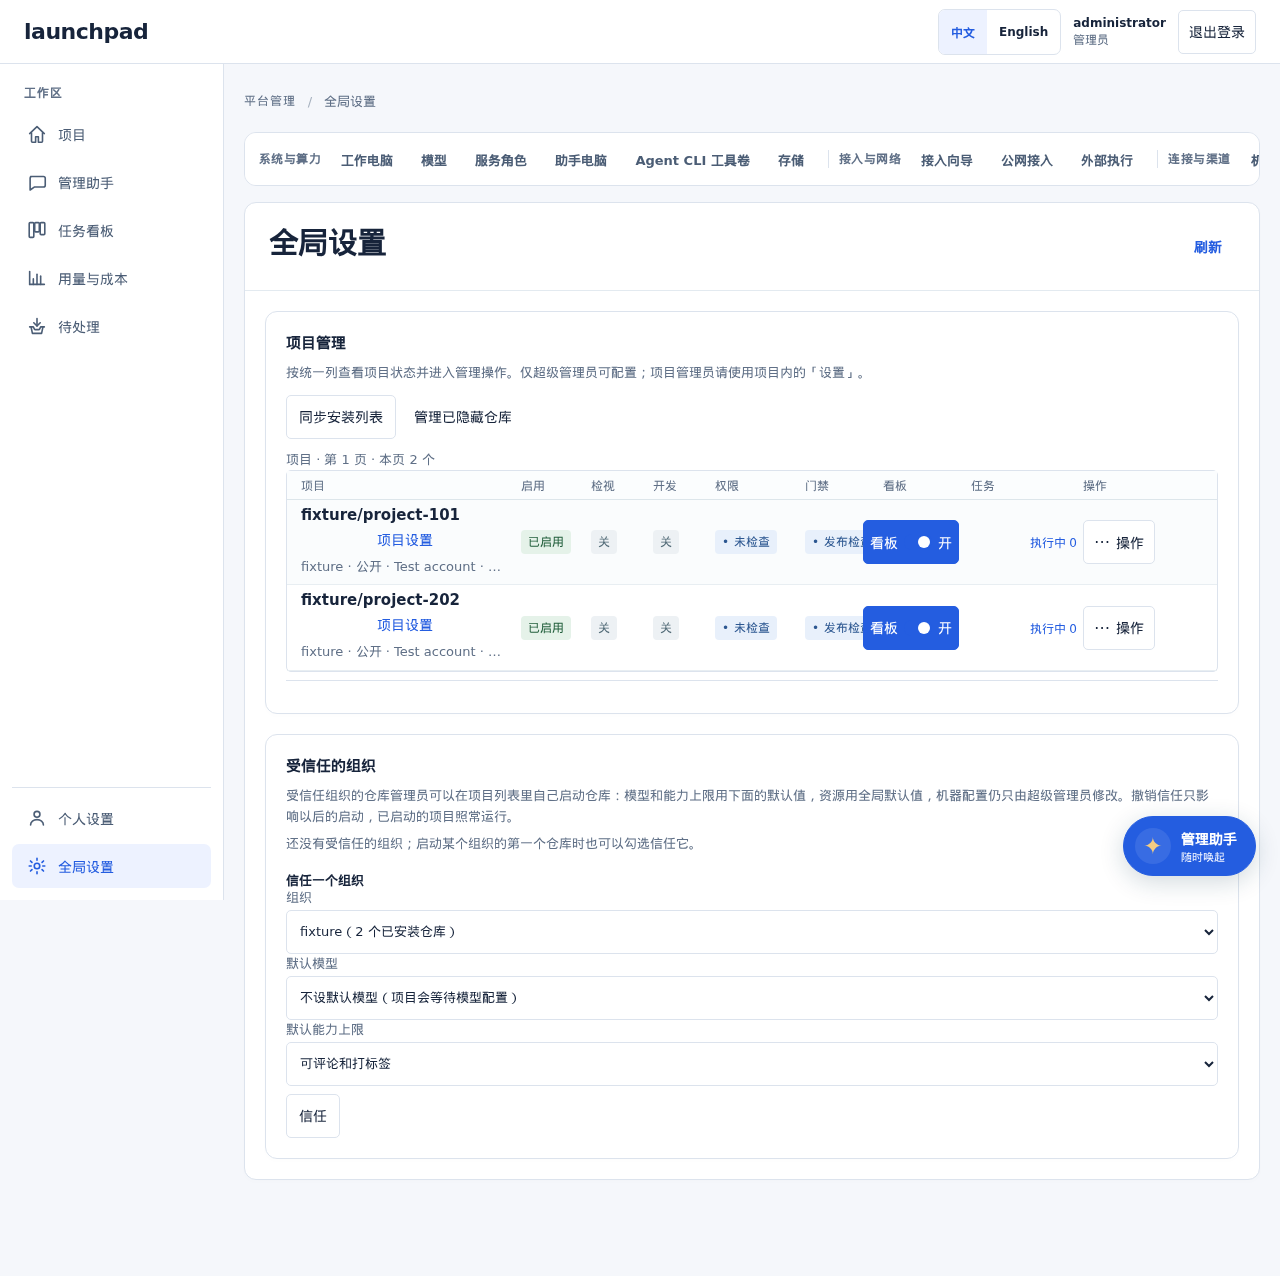 launchpad
中文 English
administrator
管理员
退出登录
工作区
项目
管理助手
任务看板
用量与成本
待处理
个人设置
全局设置
平台管理 / 全局设置
系统与算力 工作电脑 模型 服务角色 助手电脑 Agent CLI 工具卷 存储 接入与网络 接入向导 公网接入 外部执行 连接与渠道
全局设置
刷新
项目管理
按统一列查看项目状态并进入管理操作。仅超级管理员可配置；项目管理员请使用项目内的「设置」。
同步安装列表 管理已隐藏仓库
项目 · 第 1 页 · 本页 2 个
项目 启用 检视 开发 权限 门禁 看板 任务 操作
fixture/project-101
项目设置
fixture · 公开 · Test account · …
已启用 关 关 • 未检查 • 发布检 看板 开 执行中 0 ⋯ 操作
fixture/project-202
项目设置
fixture · 公开 · Test account · …
已启用 关 关 • 未检查 • 发布检 看板 开 执行中 0 ⋯ 操作
受信任的组织
受信任组织的仓库管理员可以在项目列表里自己启动仓库：模型和能力上限用下面的默认值，资源用全局默认值，机器配置仍只由超级管理员修改。撤销信任只影
响以后的启动，已启动的项目照常运行。
还没有受信任的组织；启动某个组织的第一个仓库时也可以勾选信任它。
信任一个组织
组织
fixture（2 个已安装仓库）
默认模型
不设默认模型（项目会等待模型配置）
默认能力上限
可评论和打标签
信任
管理助手
随时唤起